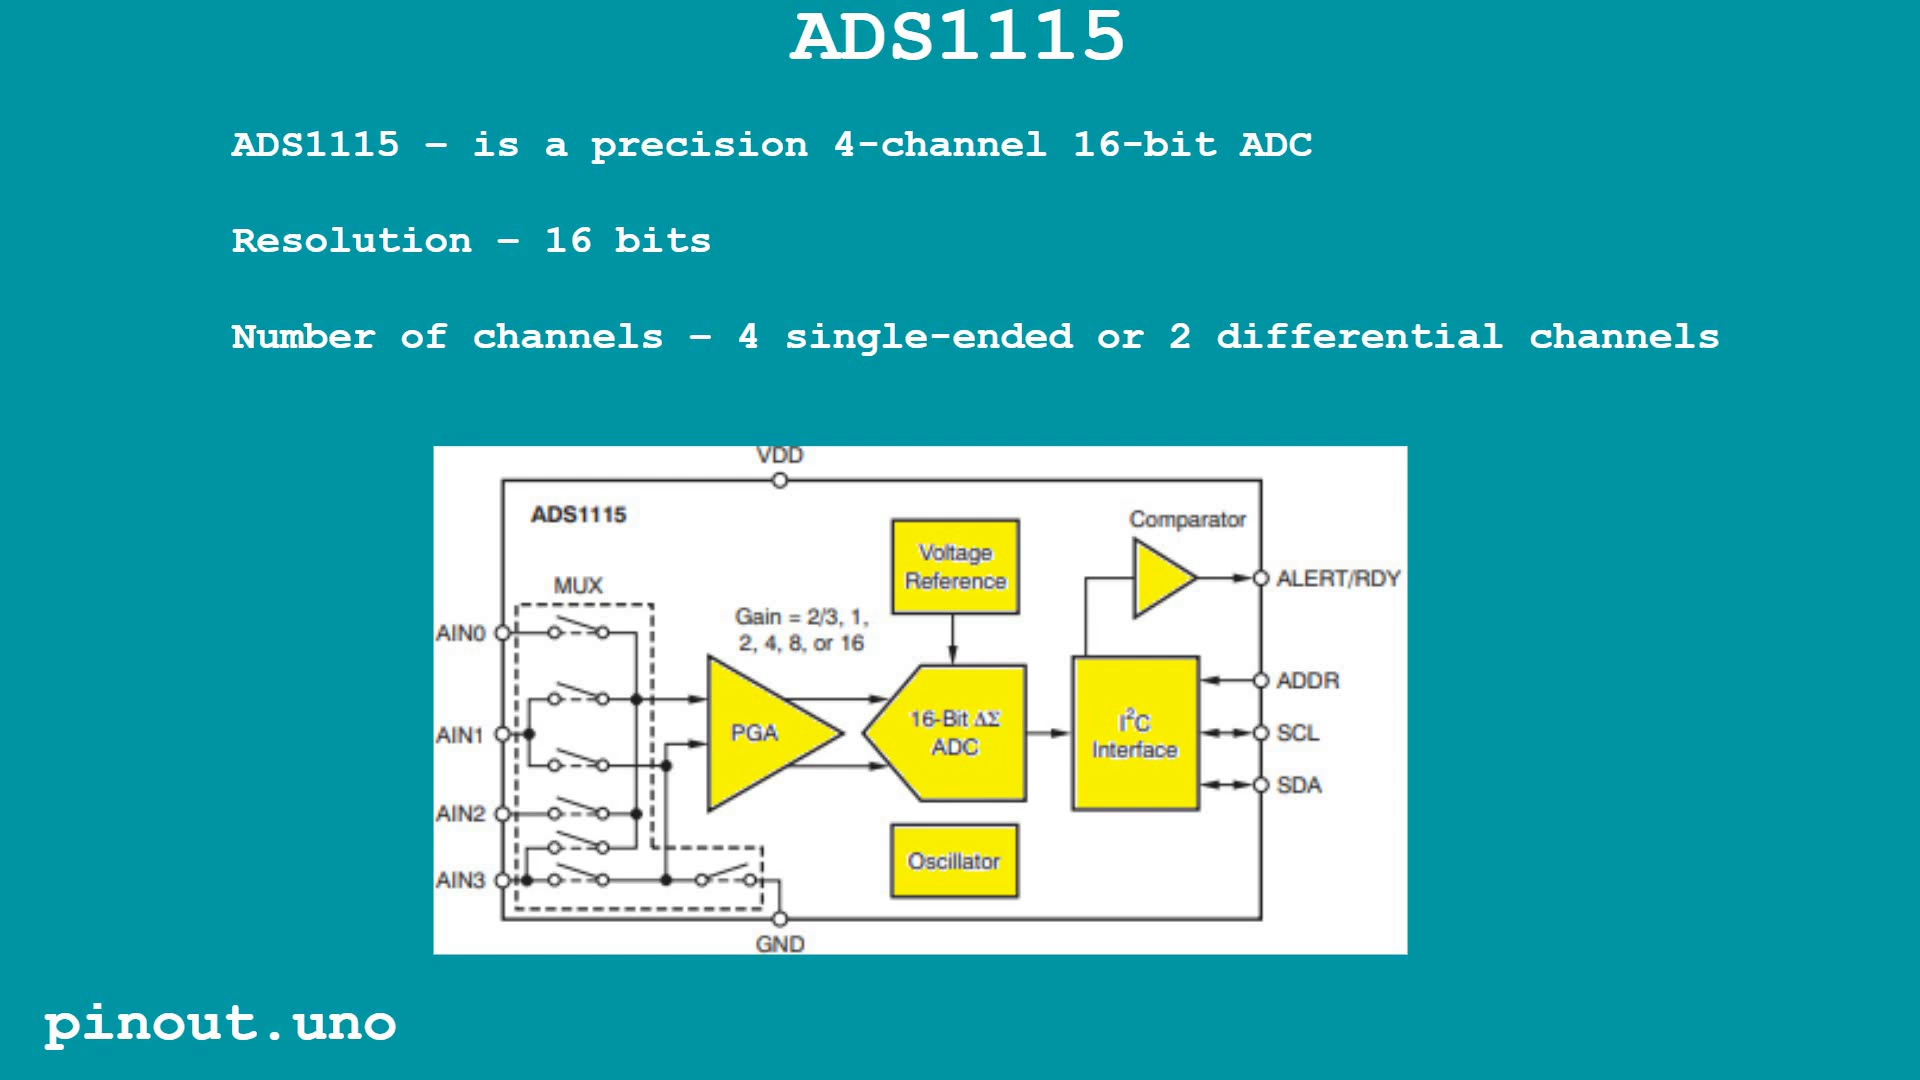 ADS1115
ADS1115 – is a precision 4-channel 16-bit ADC
Resolution – 16 bits
Number of channels – 4 single-ended or 2 differential channels
VDD
ADS1115
Comparator
Voltage
Reference
ALERT/RDY
MUX
Gain = 2/3, 1,
2, 4, 8, or 16
AIN0
ADDR
16-Bit ΔΣ
ADC
I²C
Interface
PGA
AIN1
SCL
SDA
AIN2
Oscillator
AIN3
GND
pinout.uno